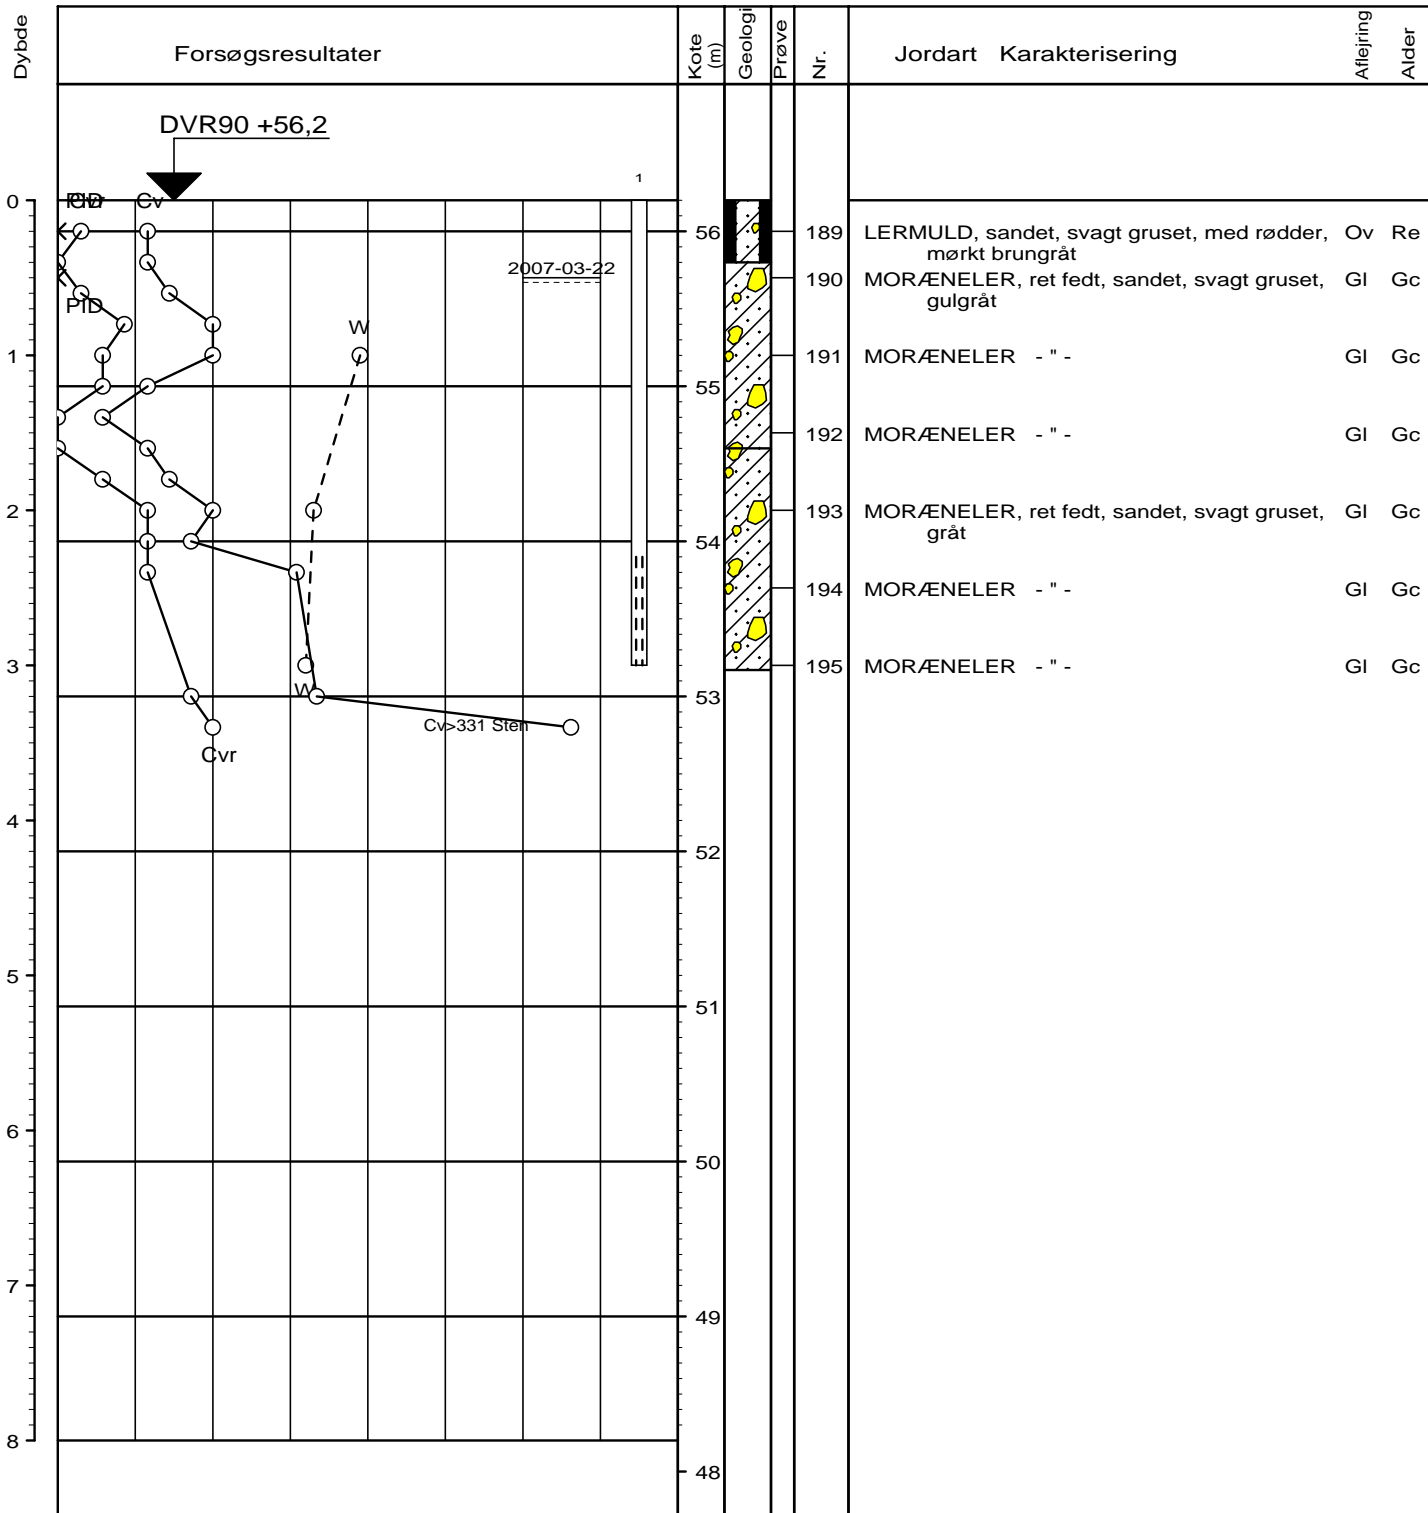 Dybde
Forsøgsresultater
Kote
(m)
Geologi
Prøve
Nr.
Jordart Karakterisering
Aflejring
Alder
DVR90 +56,2
1
0
PID
Cvr
Cv
56
189 LERMULD, sandet, svagt gruset, med rødder, Ov Re
mørkt brungråt
2007-03-22
190 MORÆNELER, ret fedt, sandet, svagt gruset, Gl Gc
gulgråt
PID
W
1
191 MORÆNELER - " - Gl Gc
55
192 MORÆNELER - " - Gl Gc
2
193 MORÆNELER, ret fedt, sandet, svagt gruset, Gl Gc
gråt
54
194 MORÆNELER - " - Gl Gc
3
195 MORÆNELER - " - Gl Gc
W
53
Cv>331 Sten
Cvr
4
52
5
51
6
50
7
49
8
48